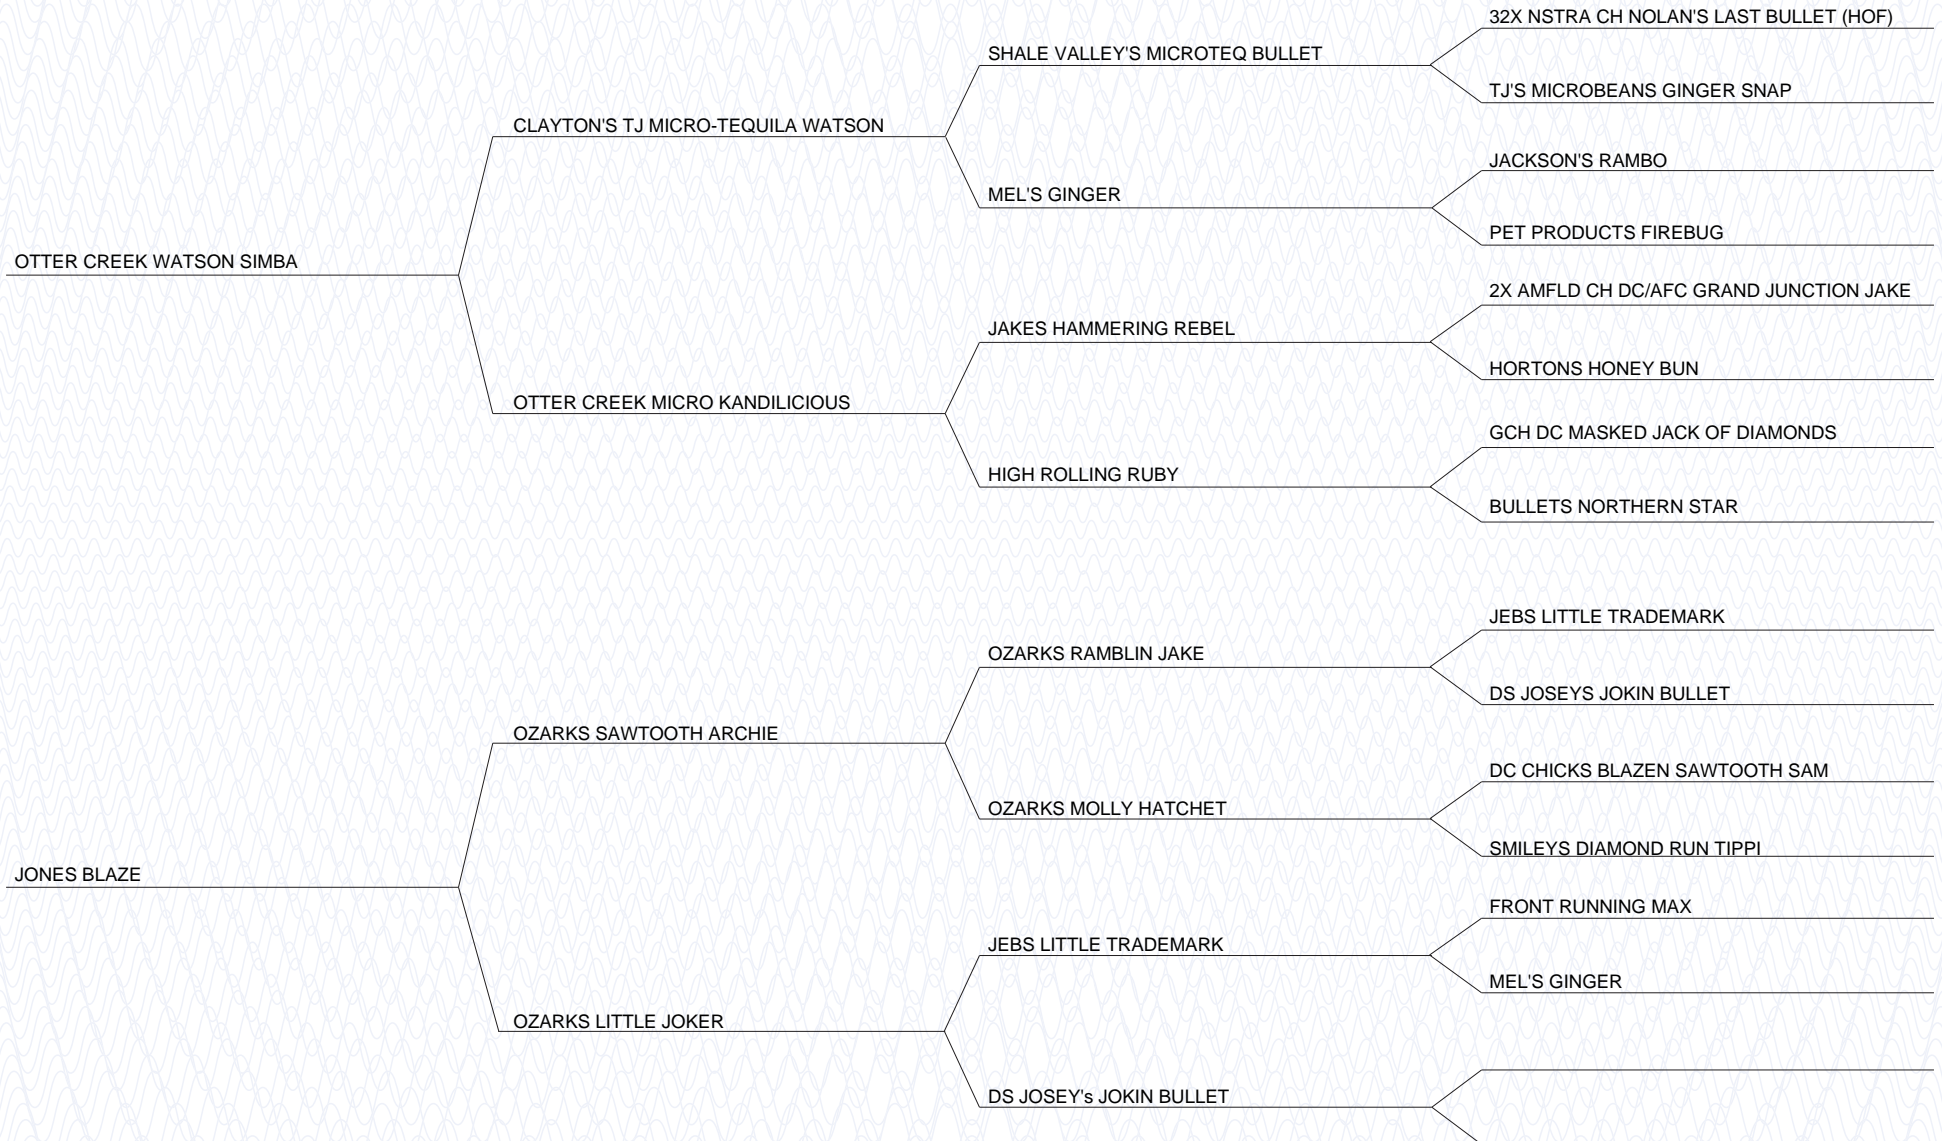 32X NSTRA CH NOLAN'S LAST BULLET (HOF)
SHALE VALLEY'S MICROTEQ BULLET
TJ'S MICROBEANS GINGER SNAP
CLAYTON'S TJ MICRO-TEQUILA WATSON
JACKSON'S RAMBO
MEL'S GINGER
PET PRODUCTS FIREBUG
OTTER CREEK WATSON SIMBA
2X AMFLD CH DC/AFC GRAND JUNCTION JAKE
JAKES HAMMERING REBEL
HORTONS HONEY BUN
OTTER CREEK MICRO KANDILICIOUS
GCH DC MASKED JACK OF DIAMONDS
HIGH ROLLING RUBY
BULLETS NORTHERN STAR
JEBS LITTLE TRADEMARK
OZARKS RAMBLIN JAKE
DS JOSEYS JOKIN BULLET
OZARKS SAWTOOTH ARCHIE
DC CHICKS BLAZEN SAWTOOTH SAM
OZARKS MOLLY HATCHET
SMILEYS DIAMOND RUN TIPPI
JONES BLAZE
FRONT RUNNING MAX
JEBS LITTLE TRADEMARK
MEL'S GINGER
OZARKS LITTLE JOKER
DS JOSEY's JOKIN BULLET